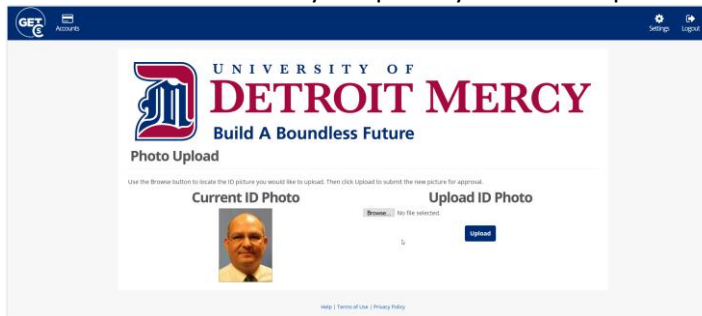 GET
Accounts
Settings
Logout
UNIVERSITY OF
DETROIT MERCY
Build A Boundless Future
Photo Upload
Use the Browse button to locate the ID picture you would like to upload. Then click Upload to submit the new picture for approval.
Current ID Photo
Upload ID Photo
Browse... No file selected.
Upload
Help | Terms of Use | Privacy Policy